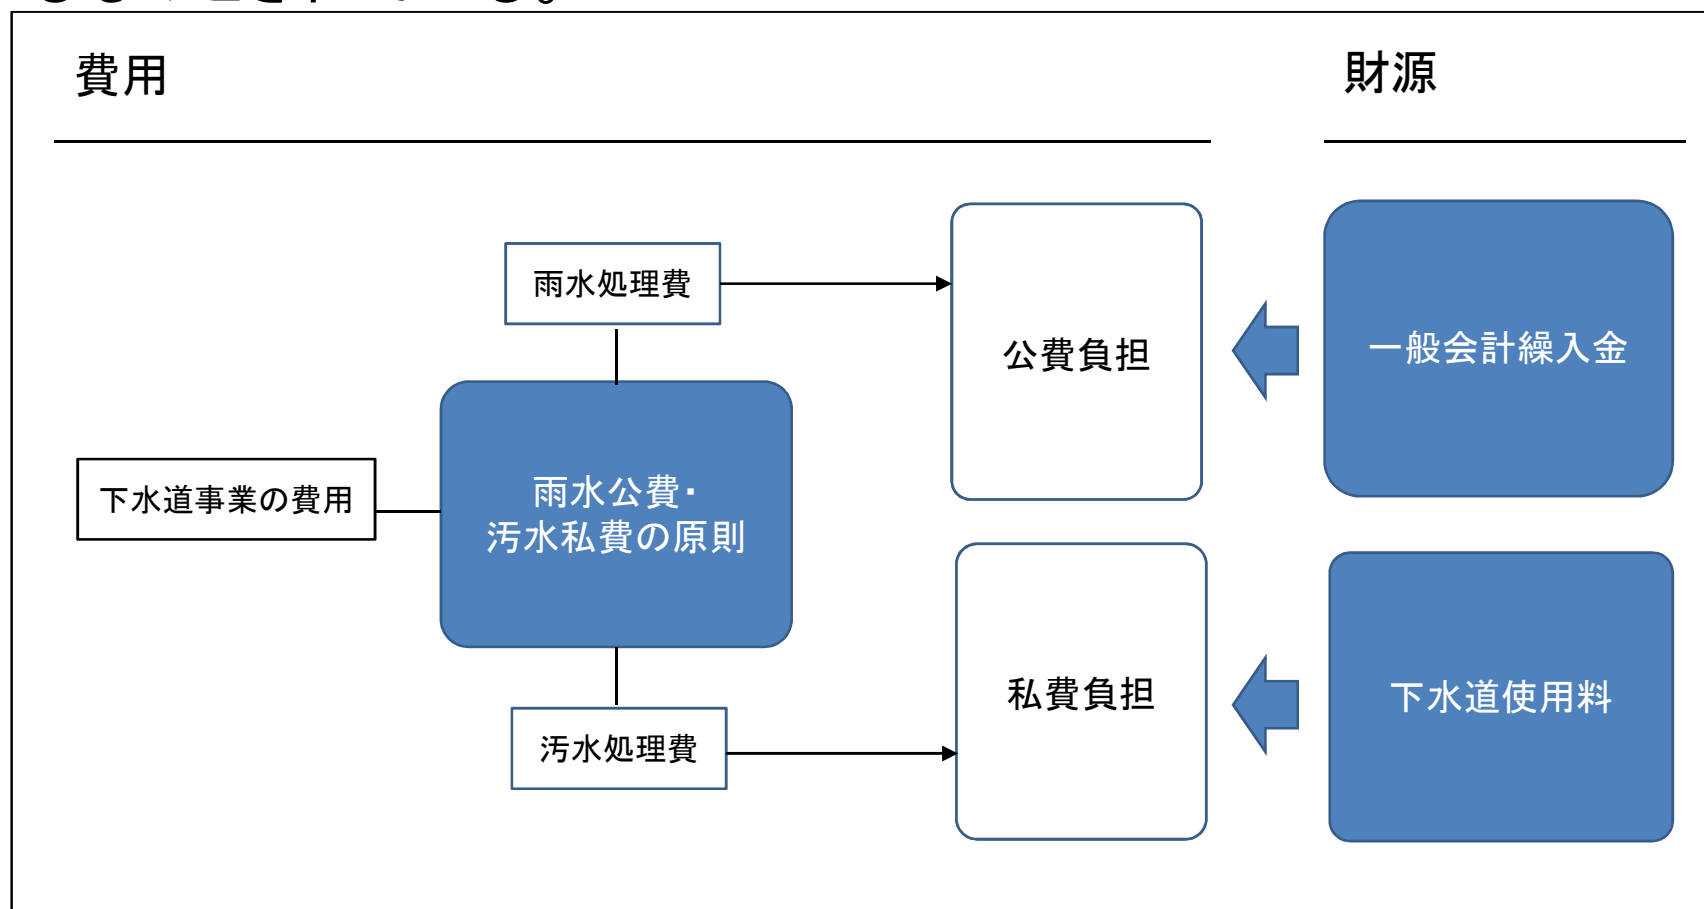 費用
財源
雨水処理費
公費負担
一般会計繰入金
下水道事業の費用
雨水公費・
汚水私費の原則
私費負担
下水道使用料
汚水処理費